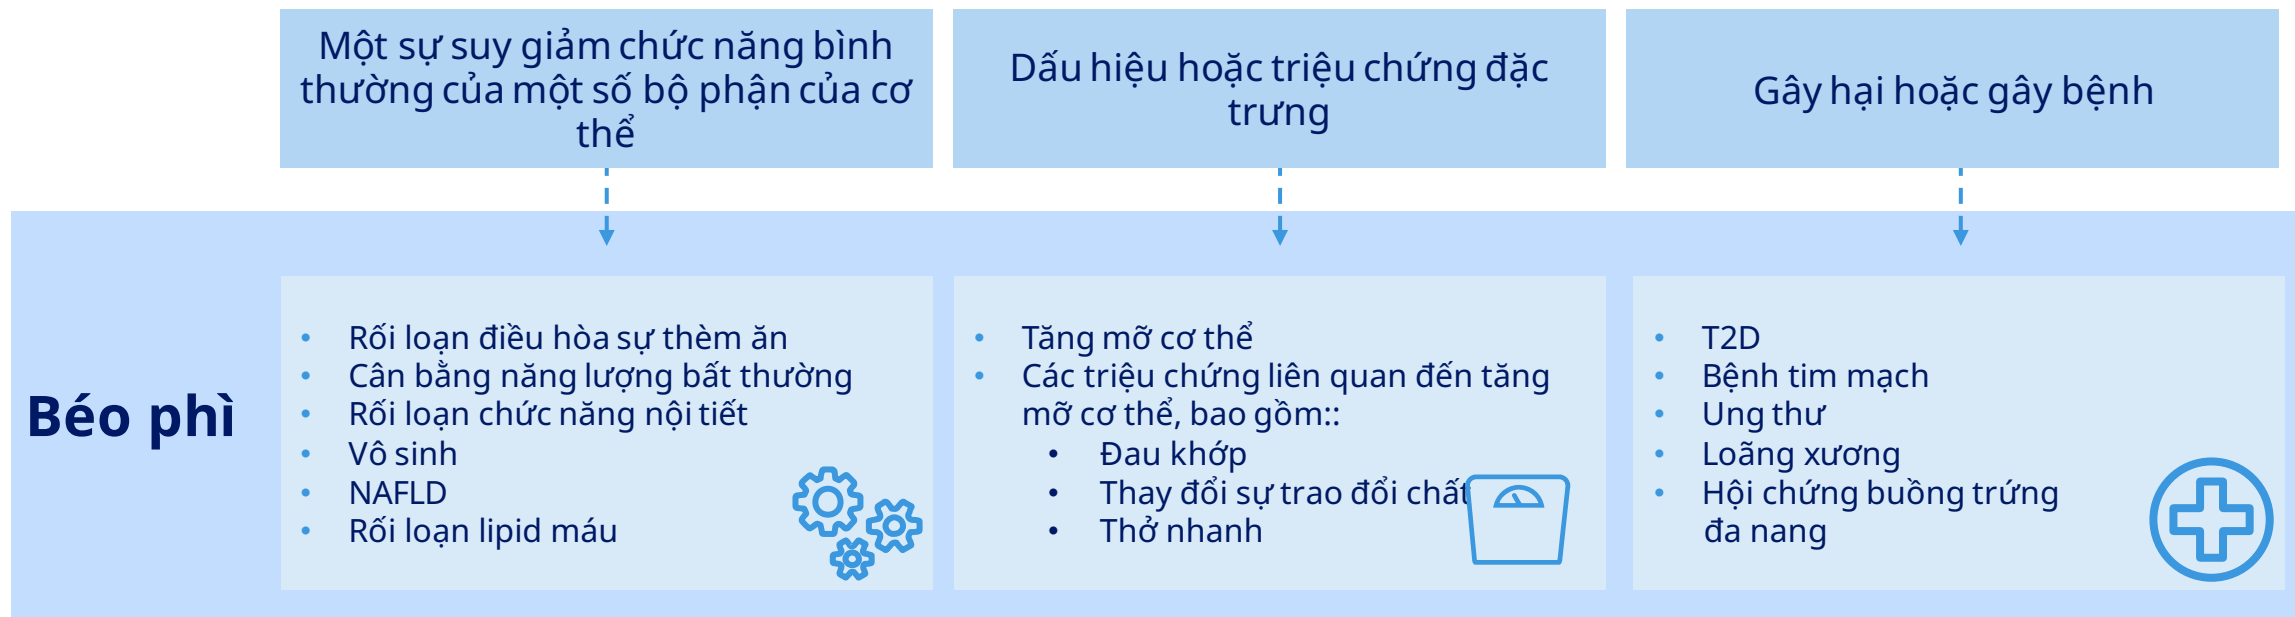 Một sự suy giảm chức năng bình
thường của một số bộ phận của cơ
thể
Dấu hiệu hoặc triệu chứng đặc
trưng
Gây hại hoặc gây bệnh
Béo phì
• Rối loạn điều hòa sự thèm ăn
• Cân bằng năng lượng bất thường
• Rối loạn chức năng nội tiết
• Vô sinh
• NAFLD
• Rối loạn lipid máu
• Tăng mỡ cơ thể
• Các triệu chứng liên quan đến tăng
mỡ cơ thể, bao gồm::
• Đau khớp
• Thay đổi sự trao đổi chất
• Thở nhanh
• T2D
• Bệnh tim mạch
• Ung thư
• Loãng xương
• Hội chứng buồng trứng
đa nang